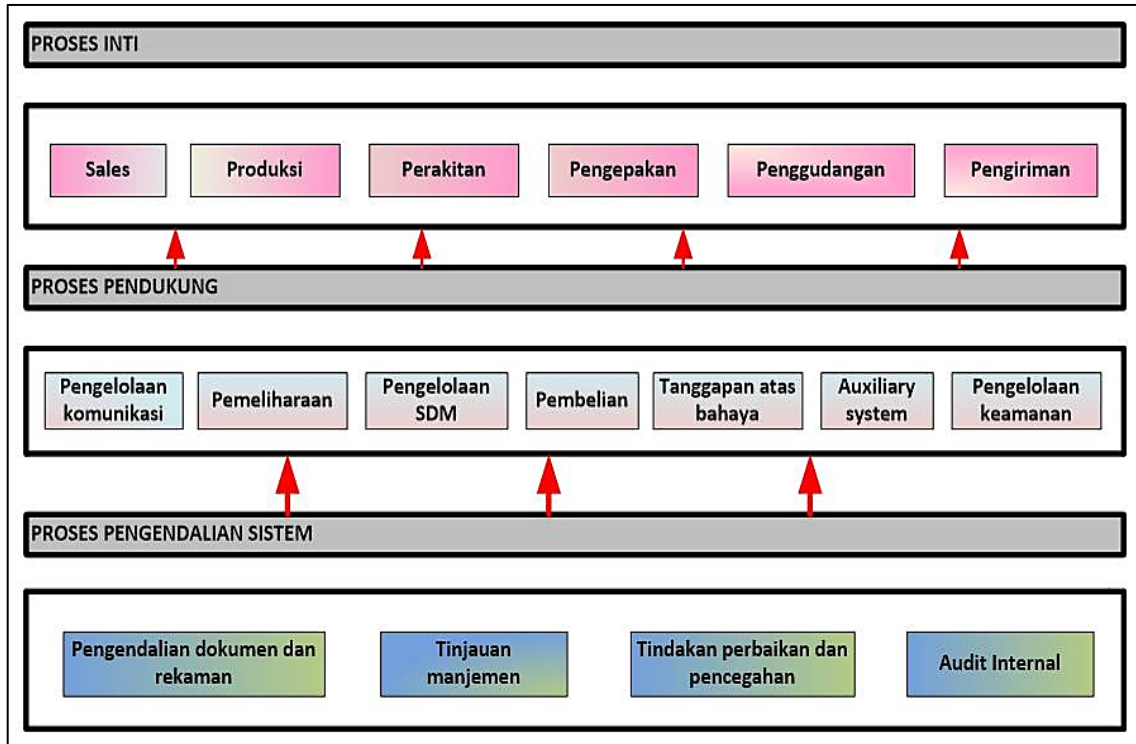 PROSES INTI
Sales
Produksi
Perakitan
Pengepakan
Penggudangan
Pengiriman
PROSES PENDUKUNG
Pengelolaan
komunikasi
Pemeliharaan
Pengelolaan
SDM
Pembelian
Tanggapan atas
bahaya
Auxiliary
system
Pengelolaan
keamanan
PROSES PENGENDALIAN SISTEM
Pengendalian dokumen dan
rekaman
Tinjauan
manjemen
Tindakan perbaikan dan
pencegahan
Audit Internal